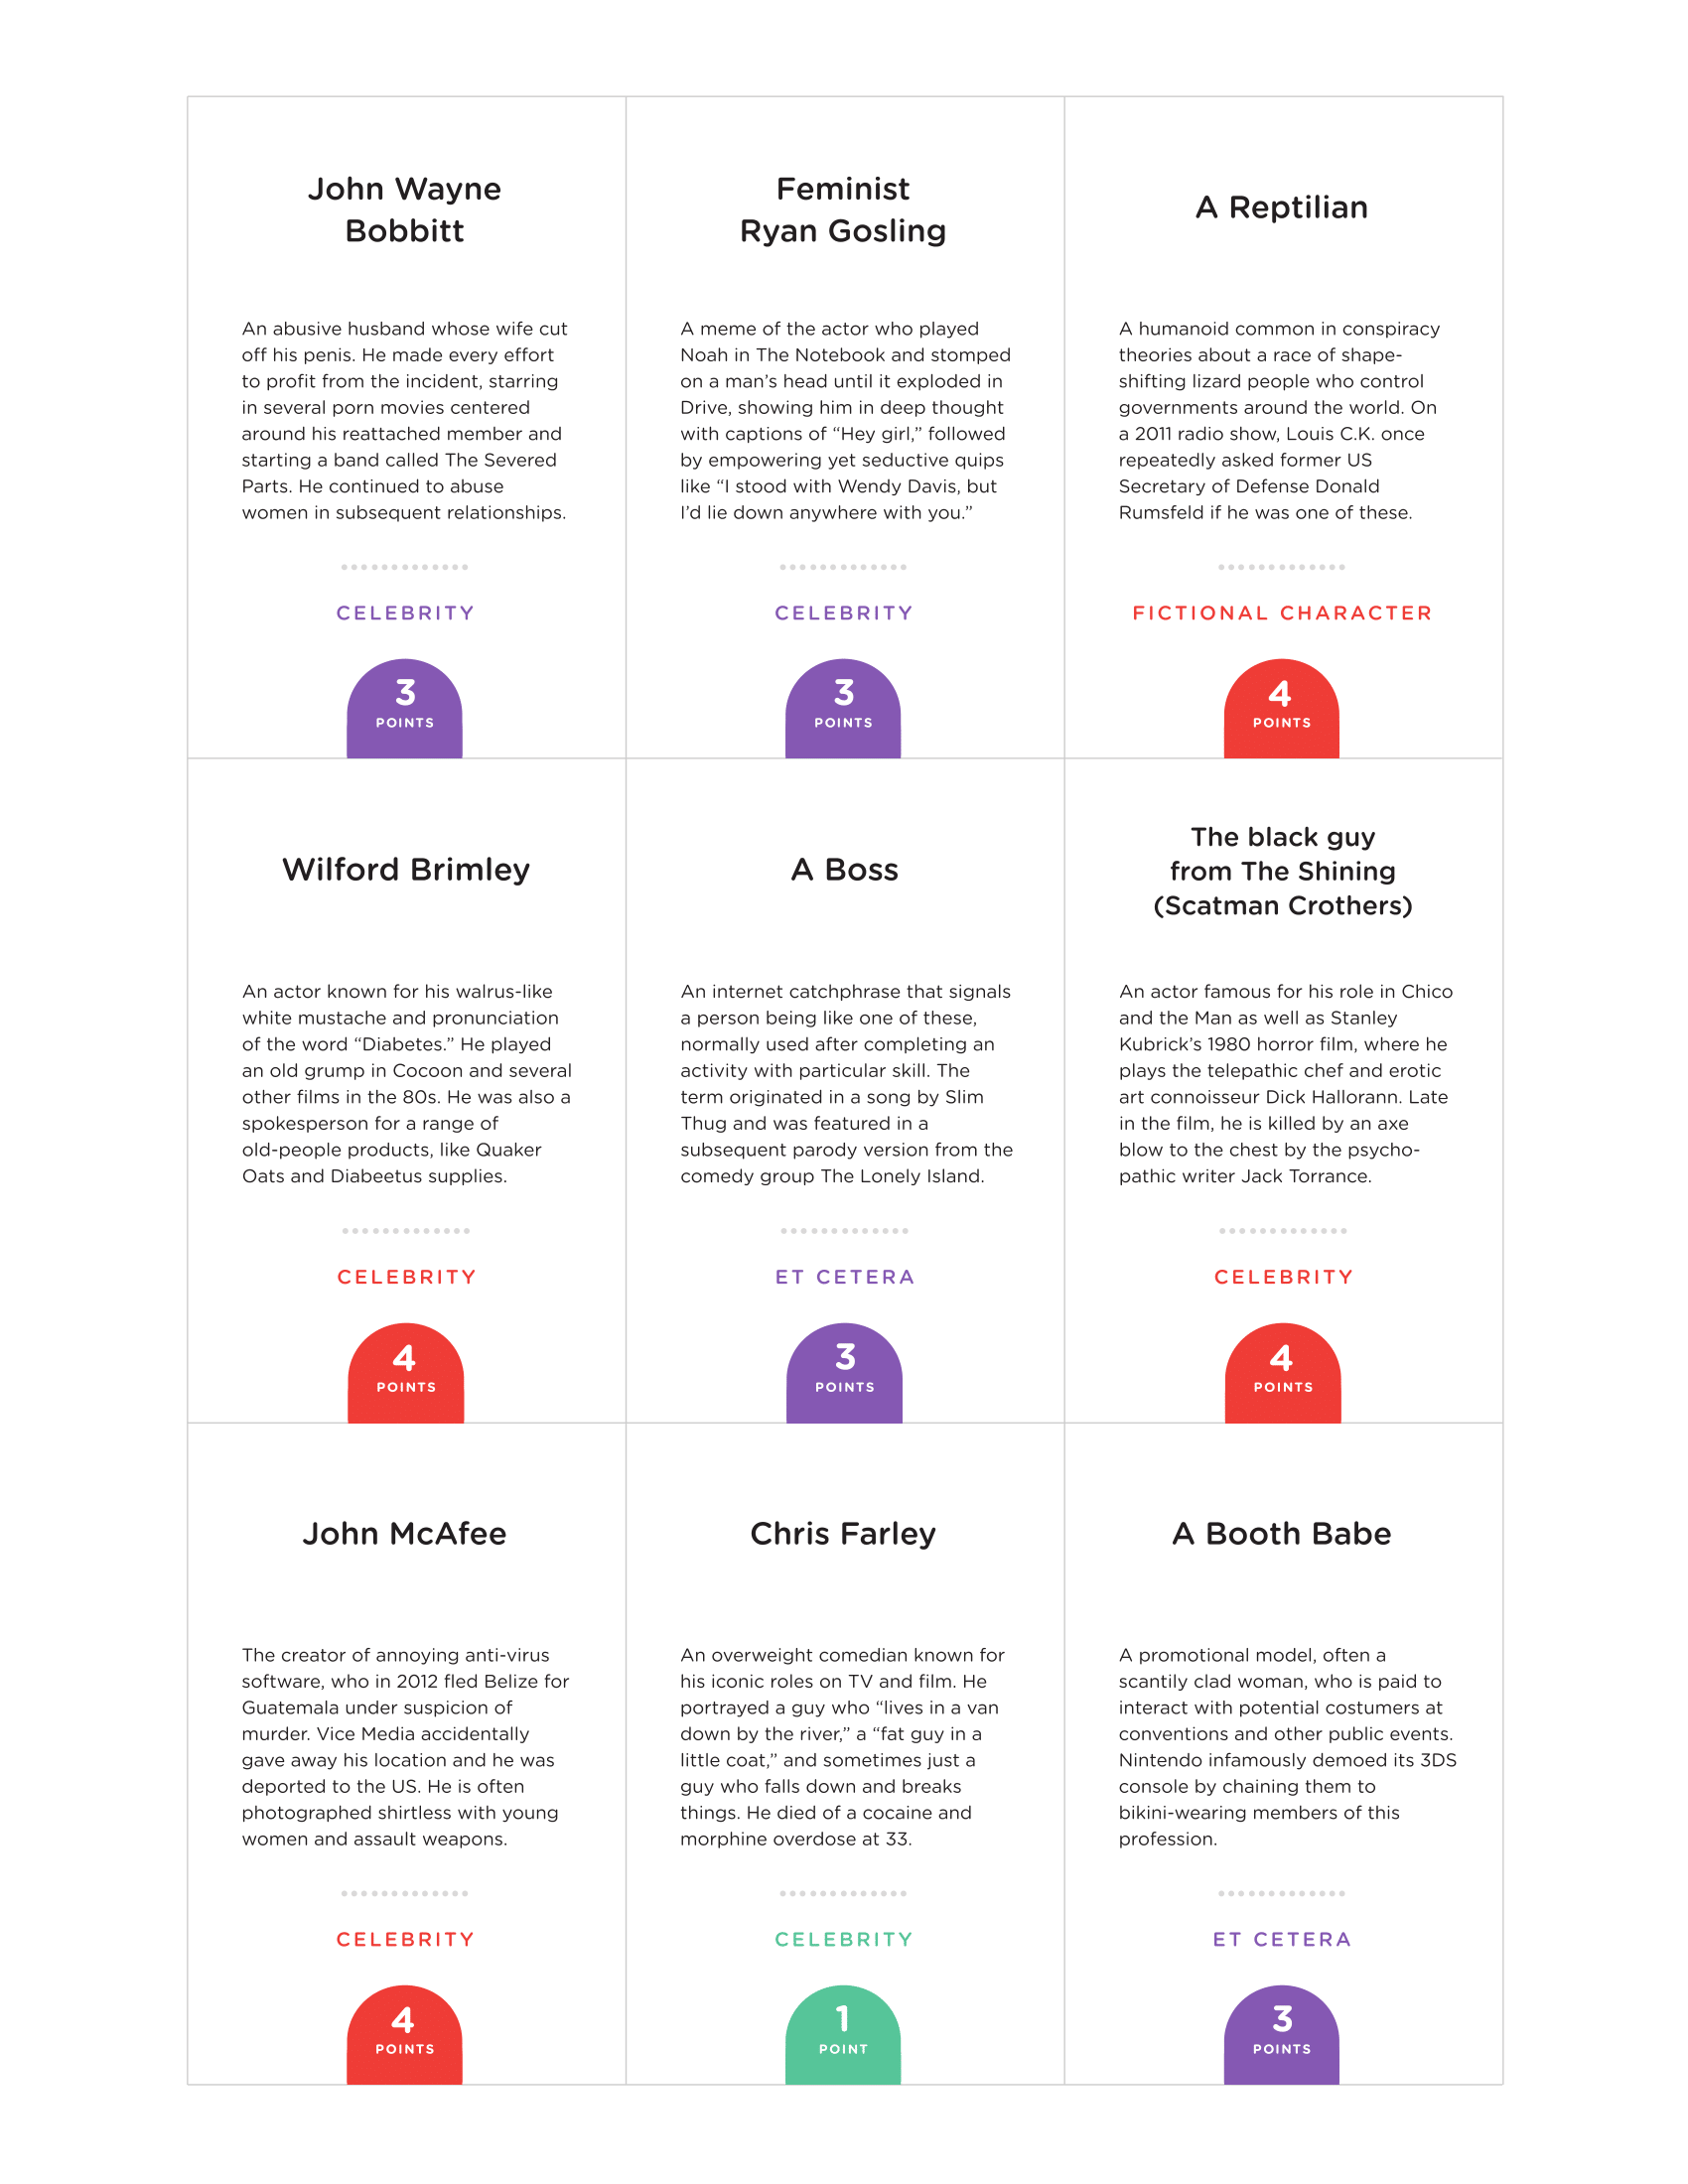 John Wayne
Bobbitt
An abusive husband whose wife cut
off his penis. He made every effort
to profit from the incident, starring
in several porn movies centered
around his reattached member and
starting a band called The Severed
Parts. He continued to abuse
women in subsequent relationships.
CELEBRITY
3
POINTS
Feminist
Ryan Gosling
A meme of the actor who played
Noah in The Notebook and stomped
on a man’s head until it exploded in
Drive, showing him in deep thought
with captions of “Hey girl,” followed
by empowering yet seductive quips
like “I stood with Wendy Davis, but
I’d lie down anywhere with you.”
CELEBRITY
3
POINTS
A Reptilian
A humanoid common in conspiracy
theories about a race of shape-
shifting lizard people who control
governments around the world. On
a 2011 radio show, Louis C.K. once
repeatedly asked former US
Secretary of Defense Donald
Rumsfeld if he was one of these.
FICTIONAL CHARACTER
4
POINTS
Wilford Brimley
An actor known for his walrus-like
white mustache and pronunciation
of the word “Diabetes.” He played
an old grump in Cocoon and several
other films in the 80s. He was also a
spokesperson for a range of
old-people products, like Quaker
Oats and Diabeetus supplies.
CELEBRITY
4
POINTS
A Boss
An internet catchphrase that signals
a person being like one of these,
normally used after completing an
activity with particular skill. The
term originated in a song by Slim
Thug and was featured in a
subsequent parody version from the
comedy group The Lonely Island.
ET CETERA
3
POINTS
The black guy
from The Shining
(Scatman Crothers)
An actor famous for his role in Chico
and the Man as well as Stanley
Kubrick’s 1980 horror film, where he
plays the telepathic chef and erotic
art connoisseur Dick Hallorann. Late
in the film, he is killed by an axe
blow to the chest by the psycho-
pathic writer Jack Torrance.
CELEBRITY
4
POINTS
John McAfee
The creator of annoying anti-virus
software, who in 2012 fled Belize for
Guatemala under suspicion of
murder. Vice Media accidentally
gave away his location and he was
deported to the US. He is often
photographed shirtless with young
women and assault weapons.
CELEBRITY
4
POINTS
Chris Farley
An overweight comedian known for
his iconic roles on TV and film. He
portrayed a guy who “lives in a van
down by the river,” a “fat guy in a
little coat,” and sometimes just a
guy who falls down and breaks
things. He died of a cocaine and
morphine overdose at 33.
CELEBRITY
1
POINT
A Booth Babe
A promotional model, often a
scantily clad woman, who is paid to
interact with potential costumers at
conventions and other public events.
Nintendo infamously demoed its 3DS
console by chaining them to
bikini-wearing members of this
profession.
ET CETERA
3
POINTS